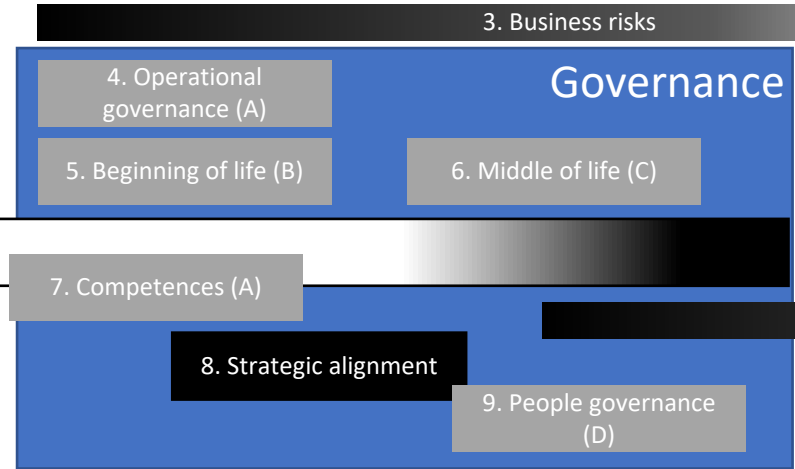 3. Business risks
Governance
4. Operational
governance (A)
5. Beginning of life (B)
6. Middle of life (C)
7. Competences (A)
8. Strategic alignment
9. People governance
(D)